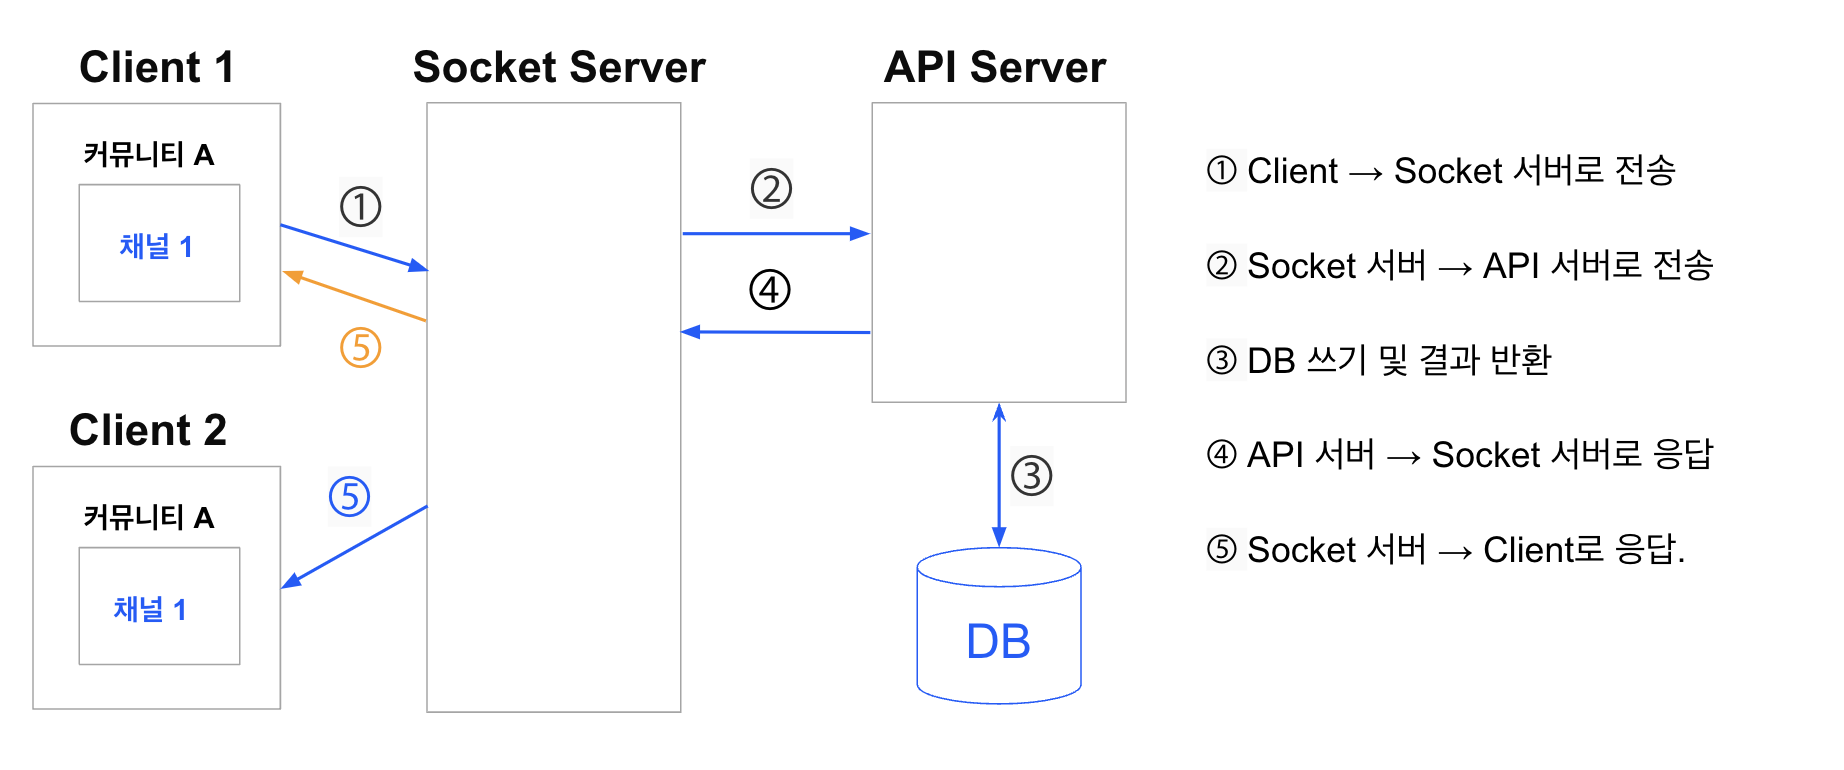 Client 1
Socket Server
API Server
커뮤니티 A
채널 1
①
②
④
⑤
③
Client 2
커뮤니티 A
채널 1
⑤
DB
① Client → Socket 서버로 전송
② Socket 서버 → API 서버로 전송
③ DB 쓰기 및 결과 반환
④ API 서버 → Socket 서버로 응답
⑤ Socket 서버 → Client로 응답.